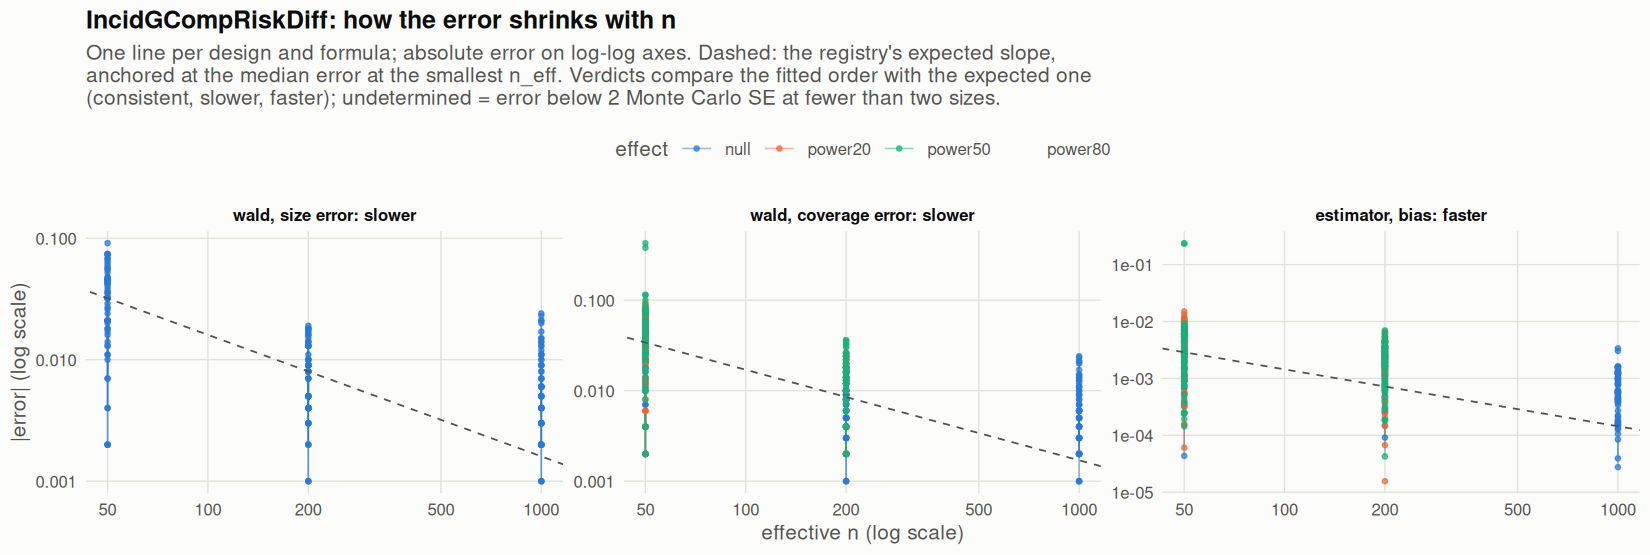 IncidGCompRiskDiff: how the error shrinks with n
One line per design and formula; absolute error on log-log axes. Dashed: the registry's expected slope,
anchored at the median error at the smallest n_eff. Verdicts compare the fitted order with the expected one
(consistent, slower, faster); undetermined = error below 2 Monte Carlo SE at fewer than two sizes.
effect null power20 power50 power80
wald, size error: slower
wald, coverage error: slower
estimator, bias: faster
|error| (log scale)
0.100
0.010
0.001
50 100 200 500 1000
0.100
0.010
0.001
50 100 200 500 1000
1e-01
1e-02
1e-03
1e-04
1e-05
50 100 200 500 1000
effective n (log scale)